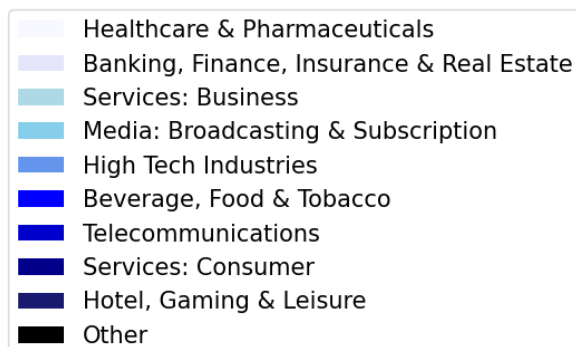 Healthcare & Pharmaceuticals
Banking, Finance, Insurance & Real Estate
Services: Business
Media: Broadcasting & Subscription
High Tech Industries
Beverage, Food & Tobacco
Telecommunications
Services: Consumer
Hotel, Gaming & Leisure
Other